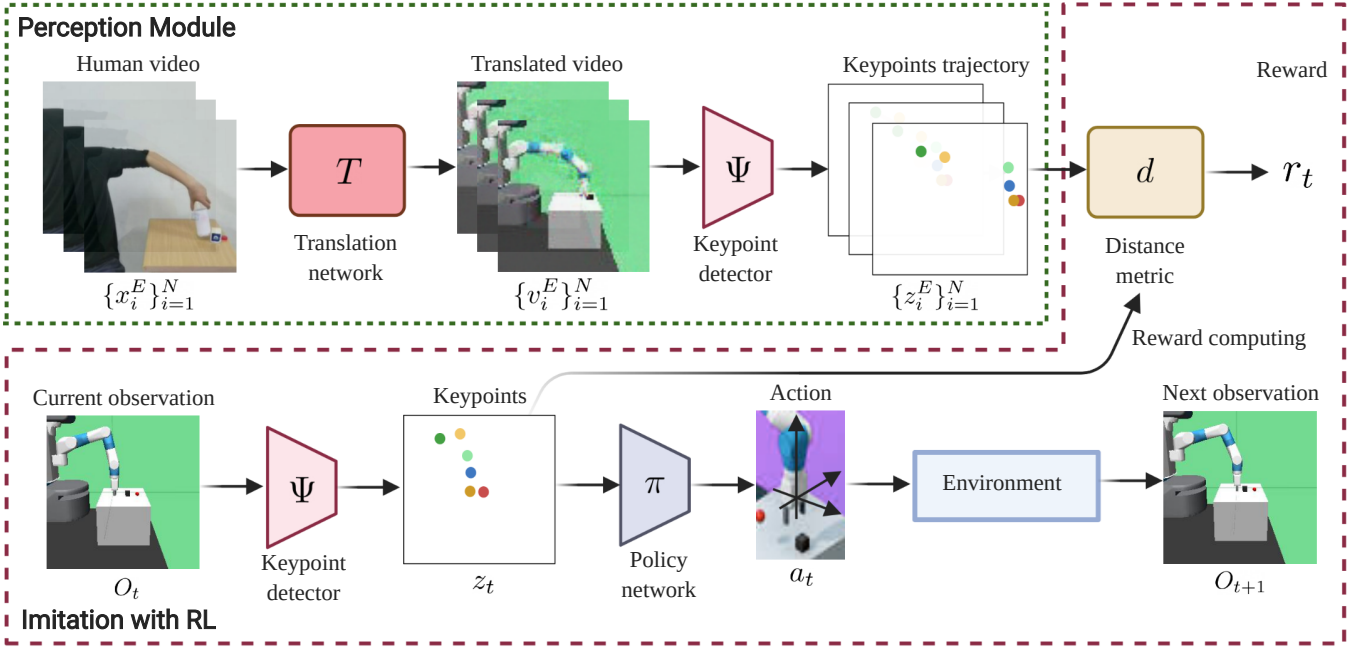 Perception Module
Human video
Translated video
Keypoints trajectory
Reward
T
Ψ
d
r_t
Translation
network
Keypoint
detector
Distance
metric
{x_i^E}_{i=1}^N
{v_i^E}_{i=1}^N
{z_i^E}_{i=1}^N
Reward computing
Current observation
Keypoints
Action
Next observation
Ψ
π
Environment
Keypoint
detector
Policy
network
O_t
z_t
a_t
O_{t+1}
Imitation with RL